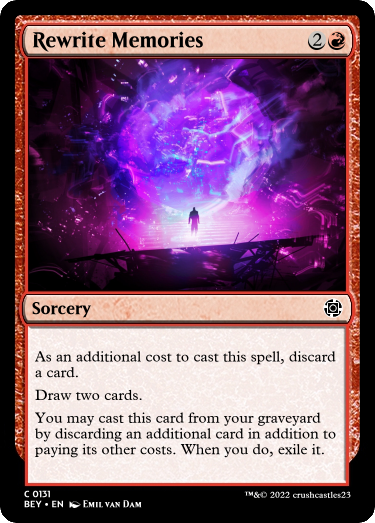 Rewrite Memories 2
Sorcery
As an additional cost to cast this spell, discard
a card.
Draw two cards.
You may cast this card from your graveyard
by discarding an additional card in addition to
paying its other costs. When you do, exile it.
C 0131
BEY • EN Emil van Dam
™&© 2022 crushcastles23